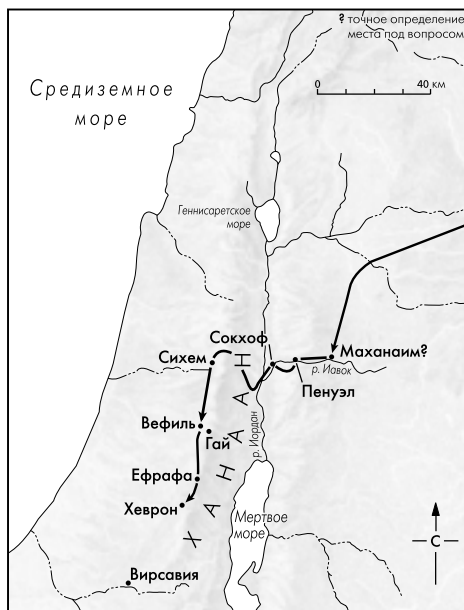 ? точное определение
места под вопросом
0 40 км
Средиземное
море
Геннисаретское
море
Сокхоф
Сихем
Маханаим?
р. Иавок
Пенуэл
ХАНААН
Вефиль
Гай
р. Иордан
Ефрафа
Хеврон
Мертвое
море
С
Вирсавия